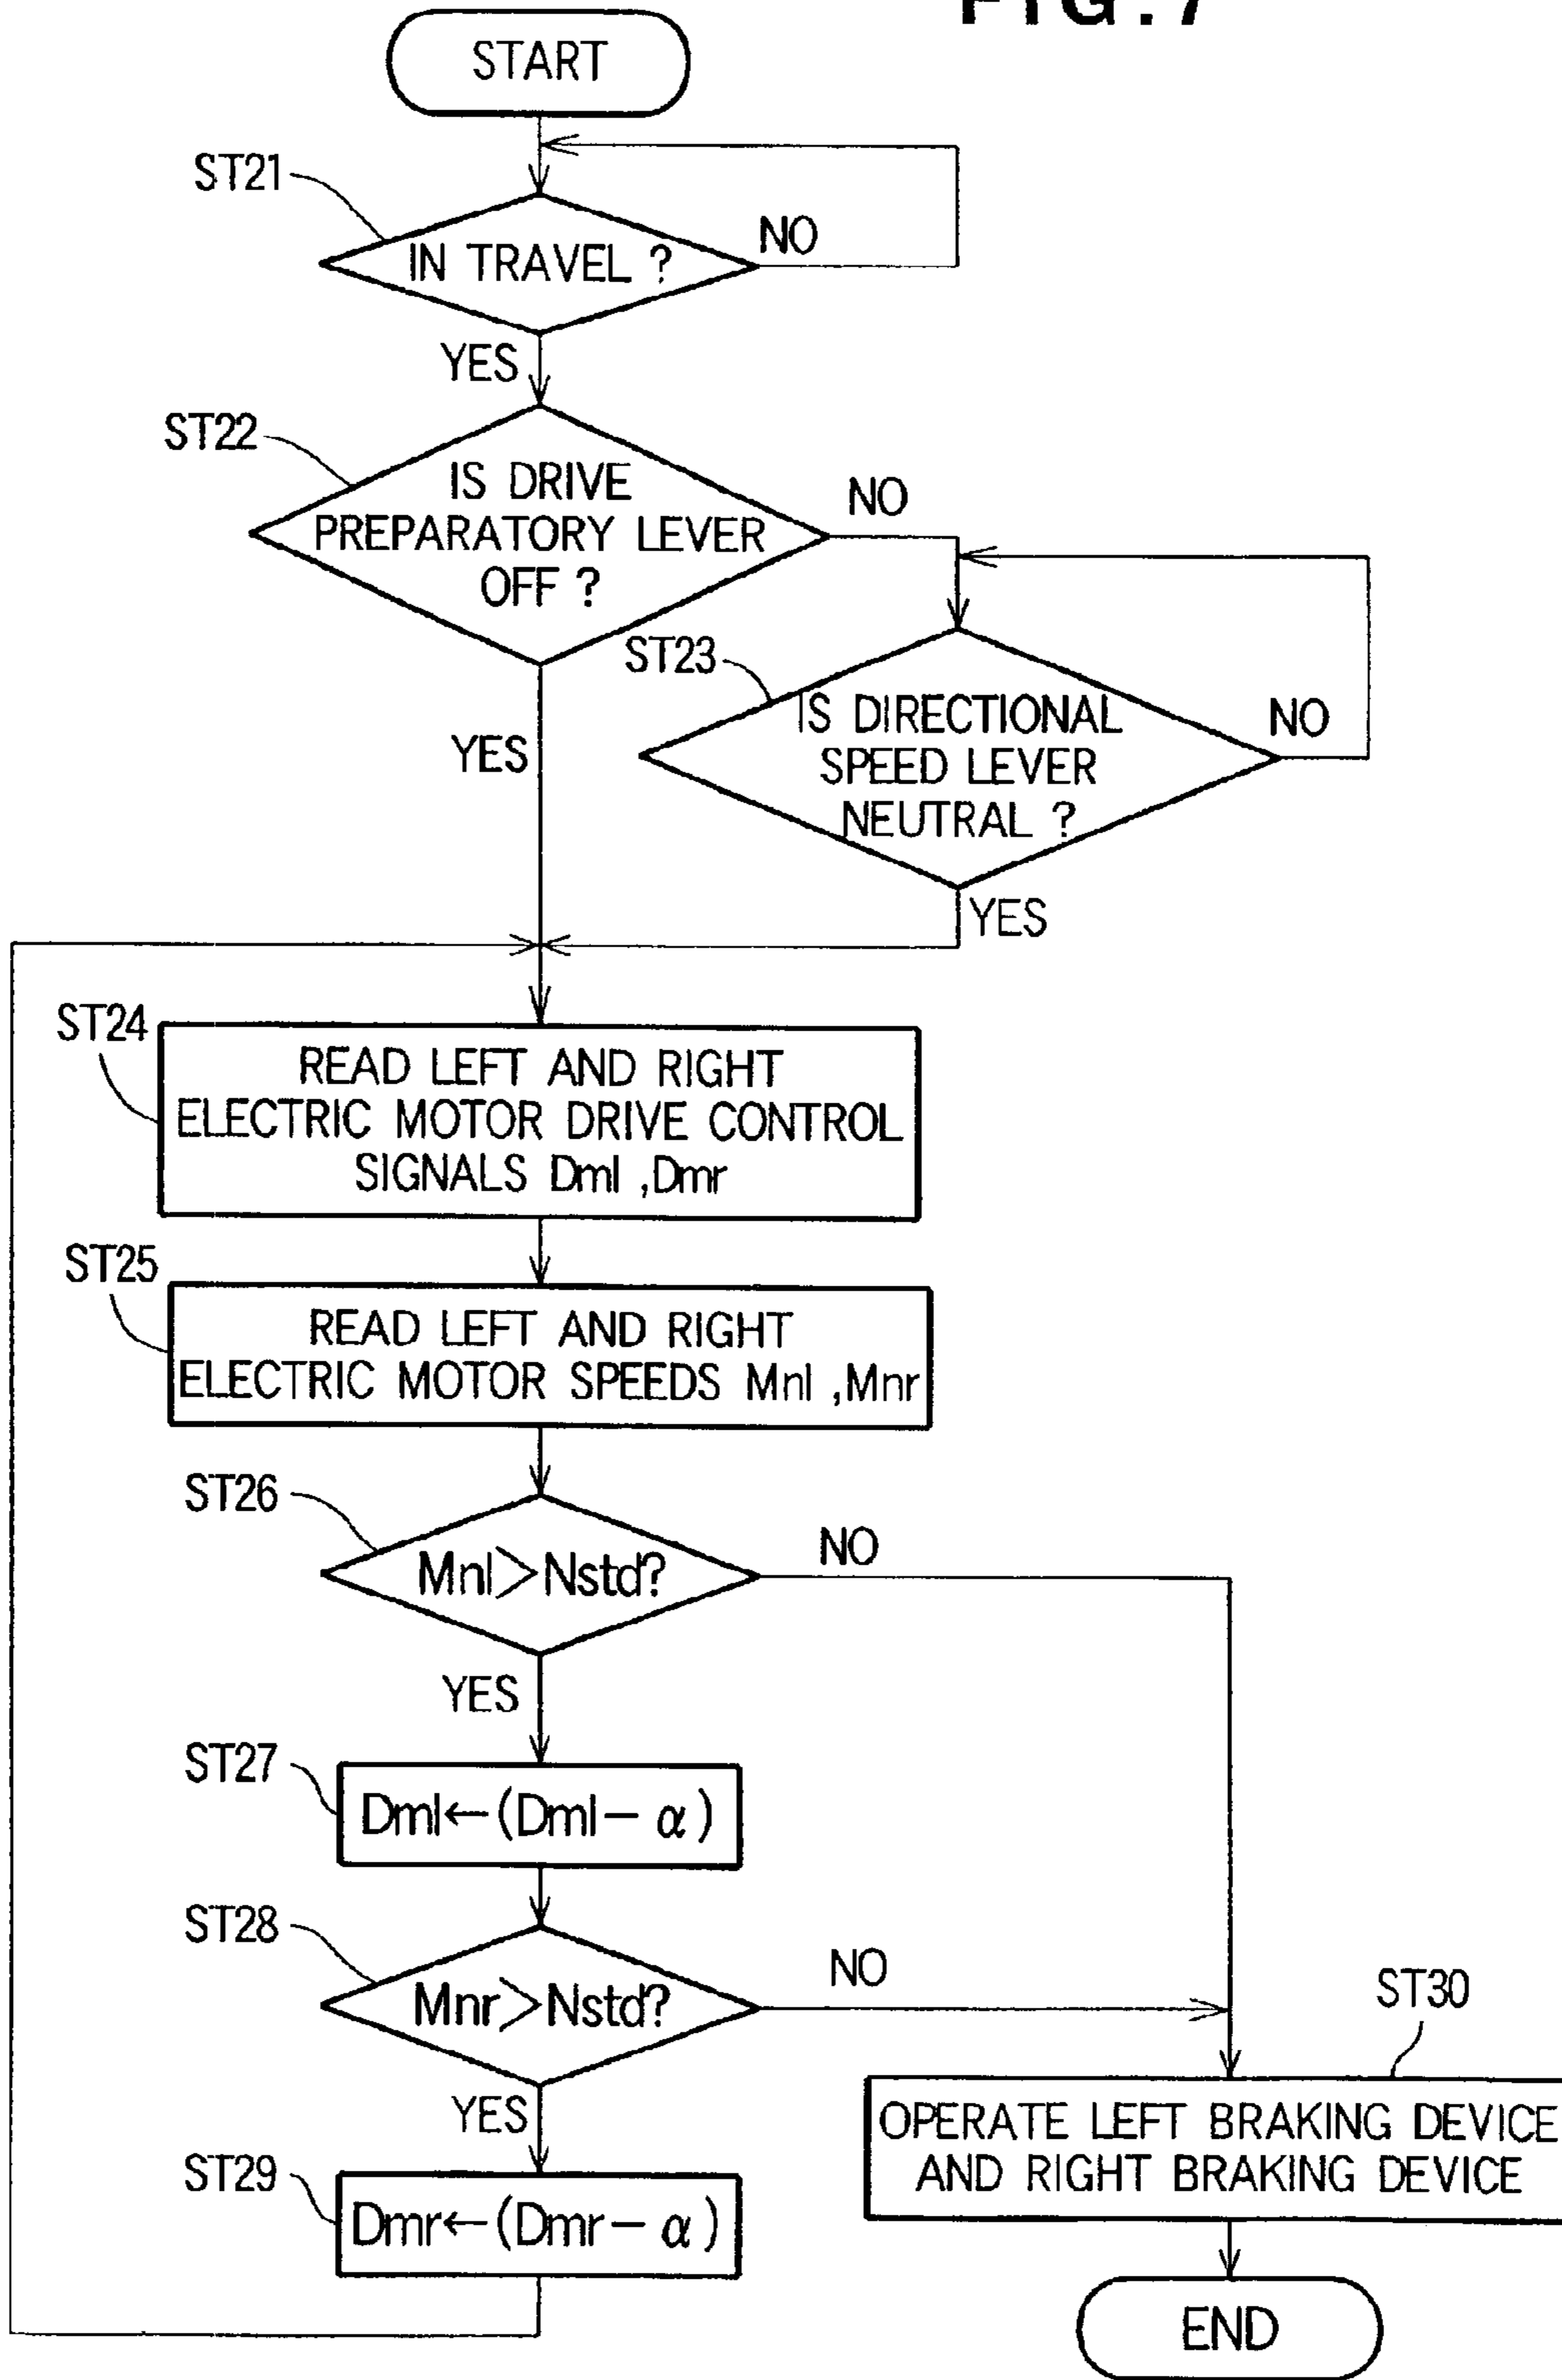 FIG.7
START
ST21
IN TRAVEL ?
NO
YES
ST22
IS DRIVE
PREPARATORY LEVER
OFF ?
NO
YES
ST23
IS DIRECTIONAL
SPEED LEVER
NEUTRAL ?
NO
YES
ST24
READ LEFT AND RIGHT
ELECTRIC MOTOR DRIVE CONTROL
SIGNALS Dml ,Dmr
ST25
READ LEFT AND RIGHT
ELECTRIC MOTOR SPEEDS Mnl ,Mnr
ST26
Mnl>Nstd?
NO
YES
ST27
Dml←(Dml− α)
ST28
Mnr>Nstd?
NO
YES
ST29
Dmr←(Dmr− α)
ST30
OPERATE LEFT BRAKING DEVICE
AND RIGHT BRAKING DEVICE
END